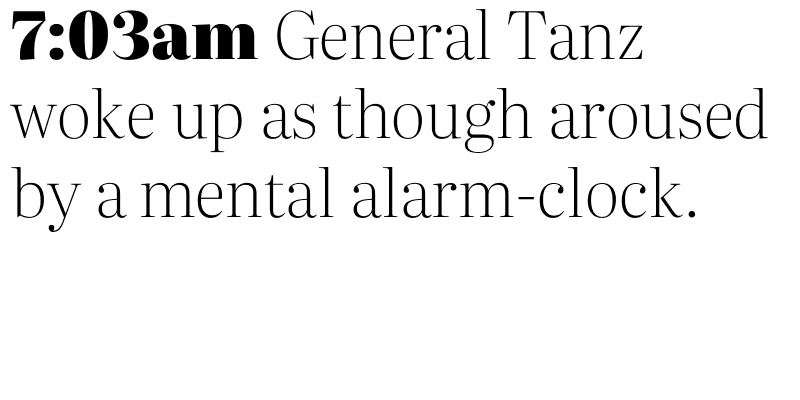 7:03am General Tanz
woke up as though aroused
by a mental alarm-clock.